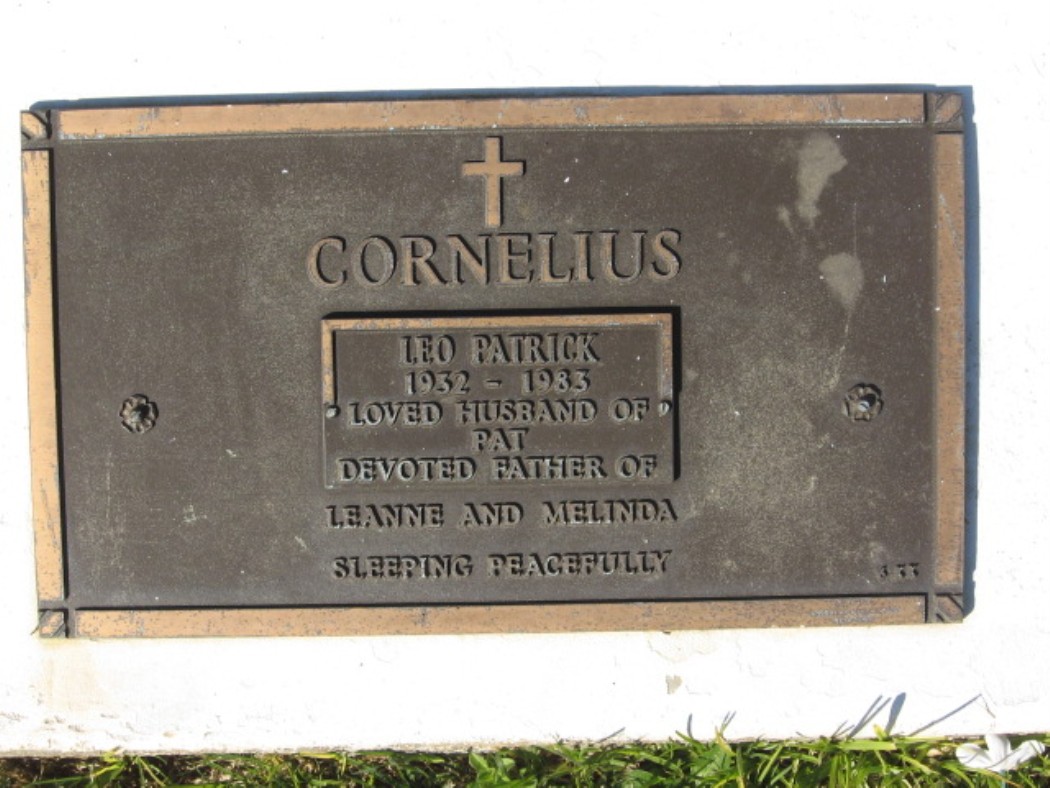 CORNELIUS
LEO PATRICK
1932 - 1983
LOVED HUSBAND OF
PAT
DEVOTED FATHER OF
LEANNE AND MELINDA
SLEEPING PEACEFULLY